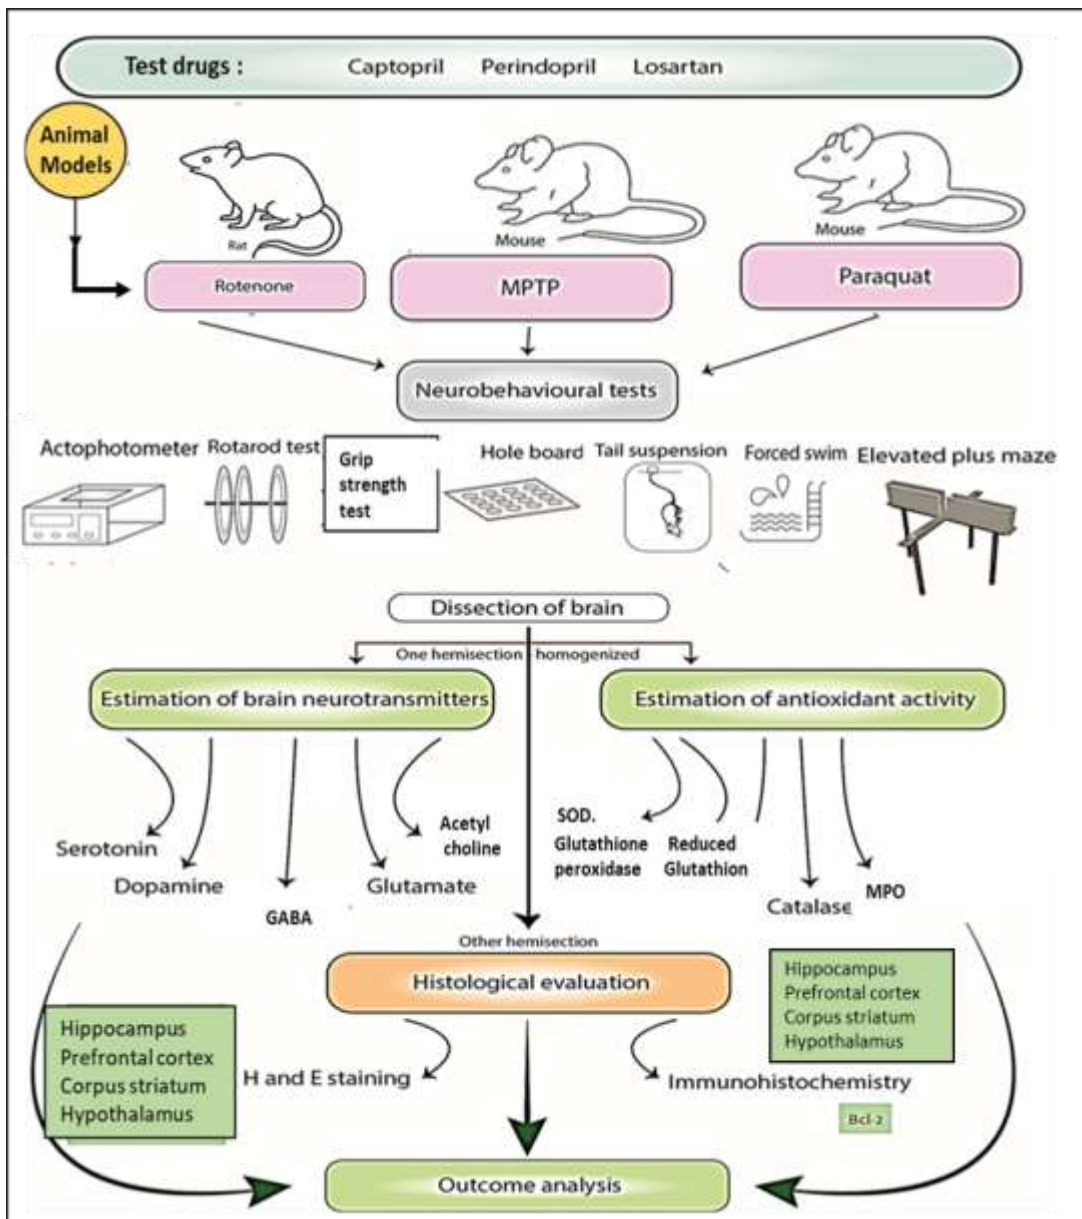 Test drugs : Captopril Perindopril Losartan
Animal
Models
Rat
Mouse
Mouse
Rotenone
MPTP
Paraquat
Neurobehavioural tests
Actophotometer
Rotarod test
Grip
strength
test
Hole board
Tail suspension
Forced swim
Elevated plus maze
Dissection of brain
One hemisection - homogenized
Estimation of brain neurotransmitters
Estimation of antioxidant activity
Serotonin
Dopamine
GABA
Glutamate
Acetyl
choline
SOD.
Glutathione
peroxidase
Reduced
Glutathion
Catalase
MPO
Other hemisection
Histological evaluation
Hippocampus
Prefrontal cortex
Corpus striatum
Hypothalamus
H and E staining
Immunohistochemistry
Bcl-2
Hippocampus
Prefrontal cortex
Corpus striatum
Hypothalamus
Outcome analysis